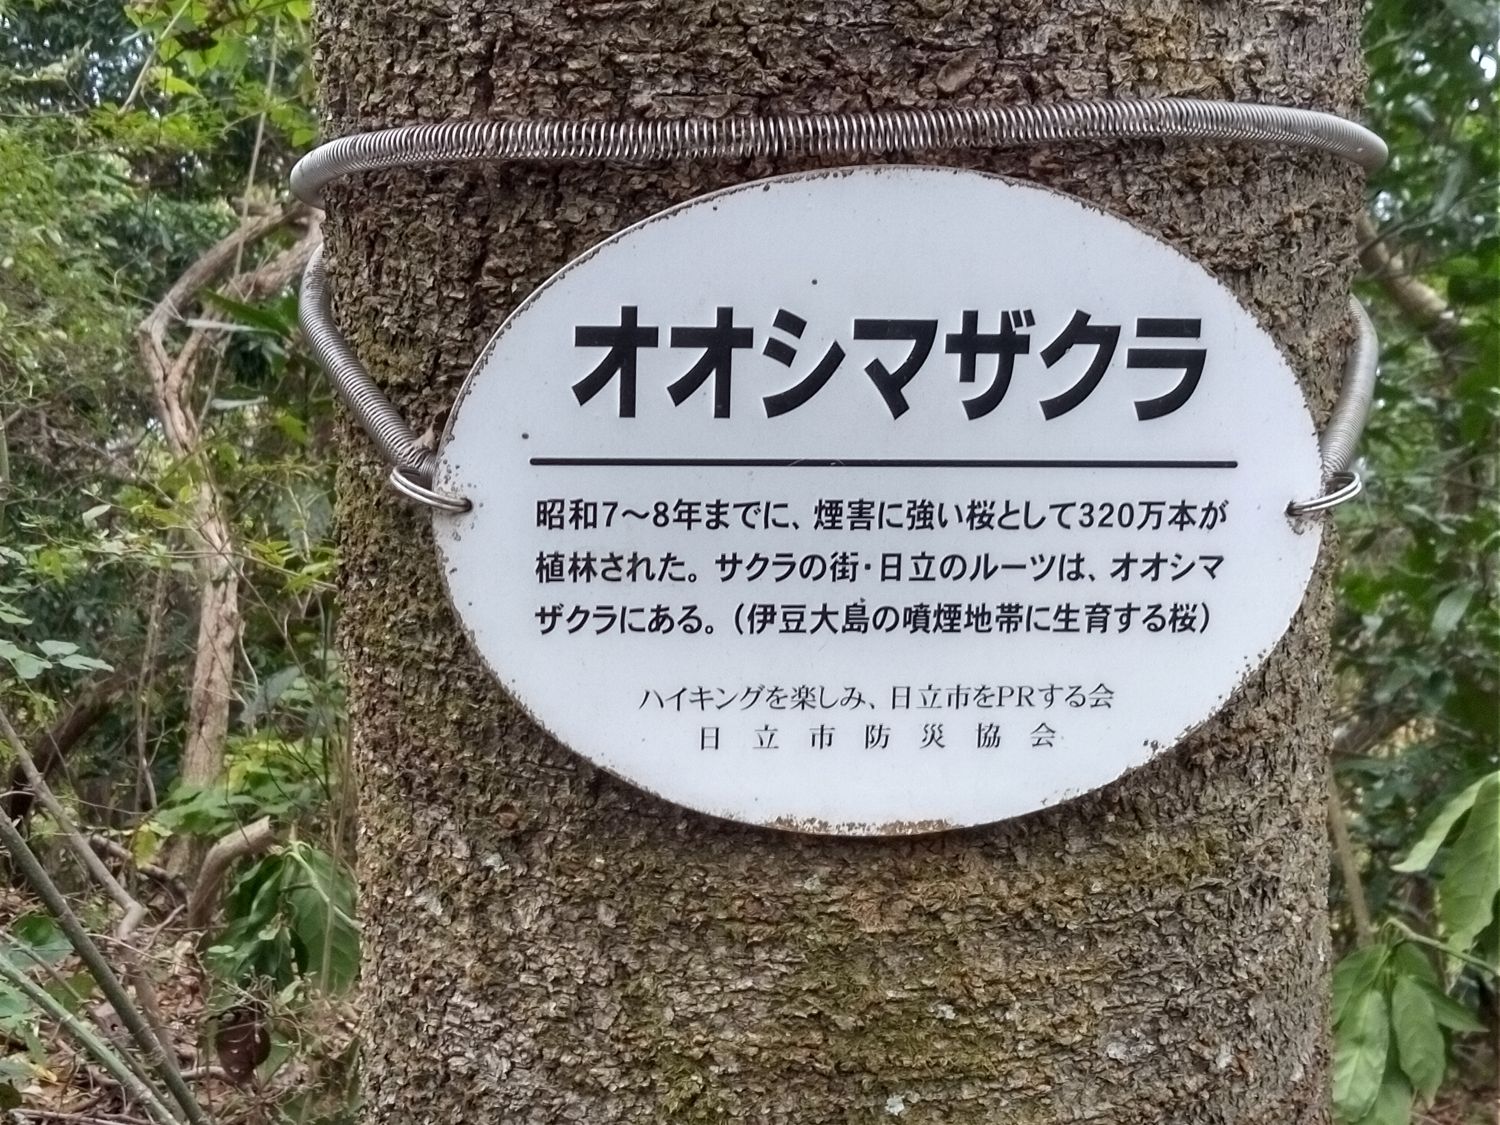 オオシマザクラ
昭和7〜8年までに、煙害に強い桜として320万本が
植林された。サクラの街・日立のルーツは、オオシマ
ザクラにある。（伊豆大島の噴煙地帯に生育する桜）
ハイキングを楽しみ、日立市をPRする会
日立市防災協会